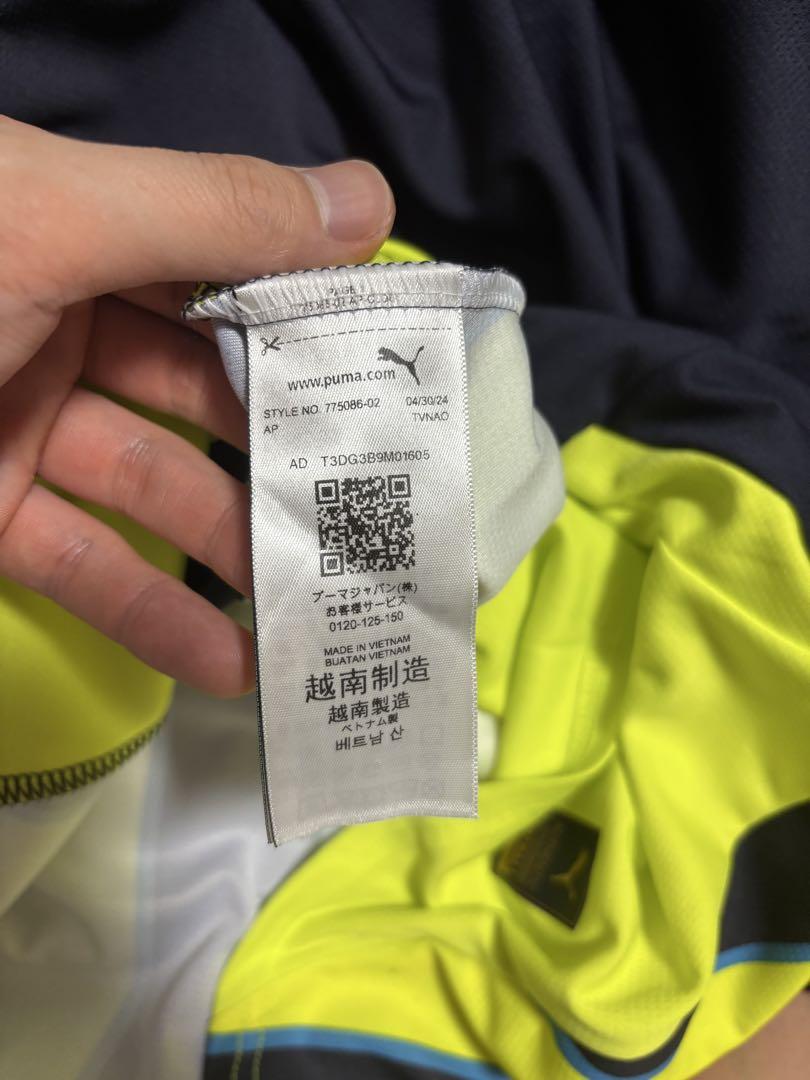 www.puma.com
STYLE NO. 775086-02 04/30/24
AP TVNAO
AD T3DG3B9M01605
プーマジャパン(株)
お客様サービス
0120-125-150
MADE IN VIETNAM
BUATAN VIETNAM
越南制造
越南製造
ベトナム製
베트남 산